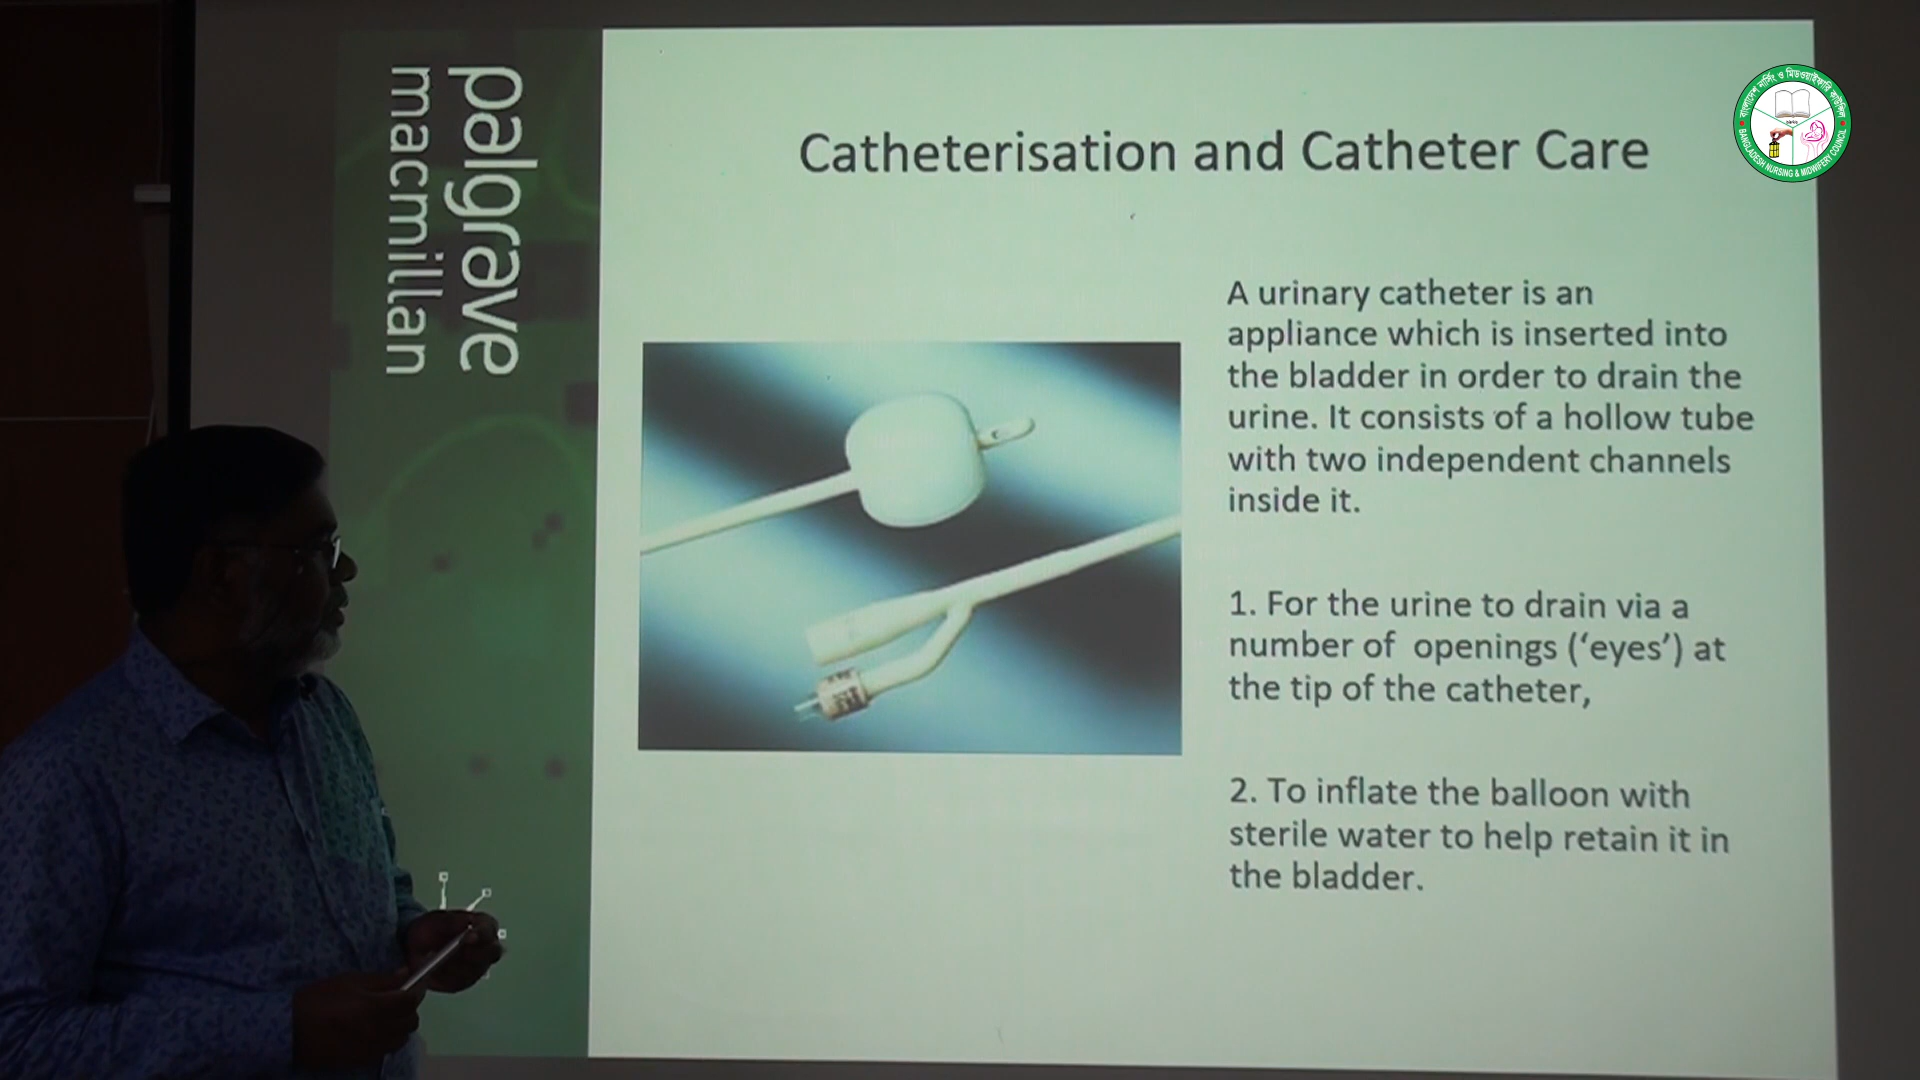 palgrave
macmillan
Catheterisation and Catheter Care
A urinary catheter is an
appliance which is inserted into
the bladder in order to drain the
urine. It consists of a hollow tube
with two independent channels
inside it.
1. For the urine to drain via a
number of openings (‘eyes’) at
the tip of the catheter,
2. To inflate the balloon with
sterile water to help retain it in
the bladder.
বাংলাদেশ নার্সিং ও মিডওয়াইফারি কাউন্সিল
BANGLADESH NURSING & MIDWIFERY COUNCIL